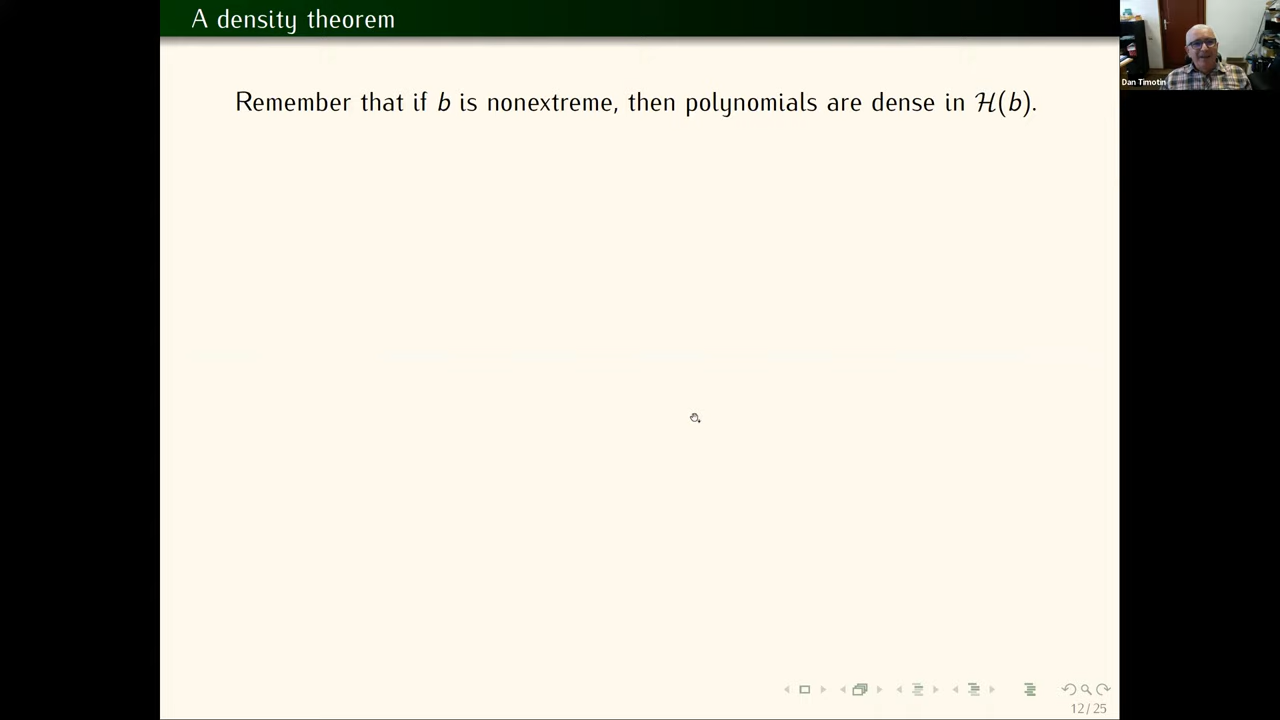 A density theorem
Dan Timotin
Remember that if b is nonextreme, then polynomials are dense in ℋ(b).
12/25